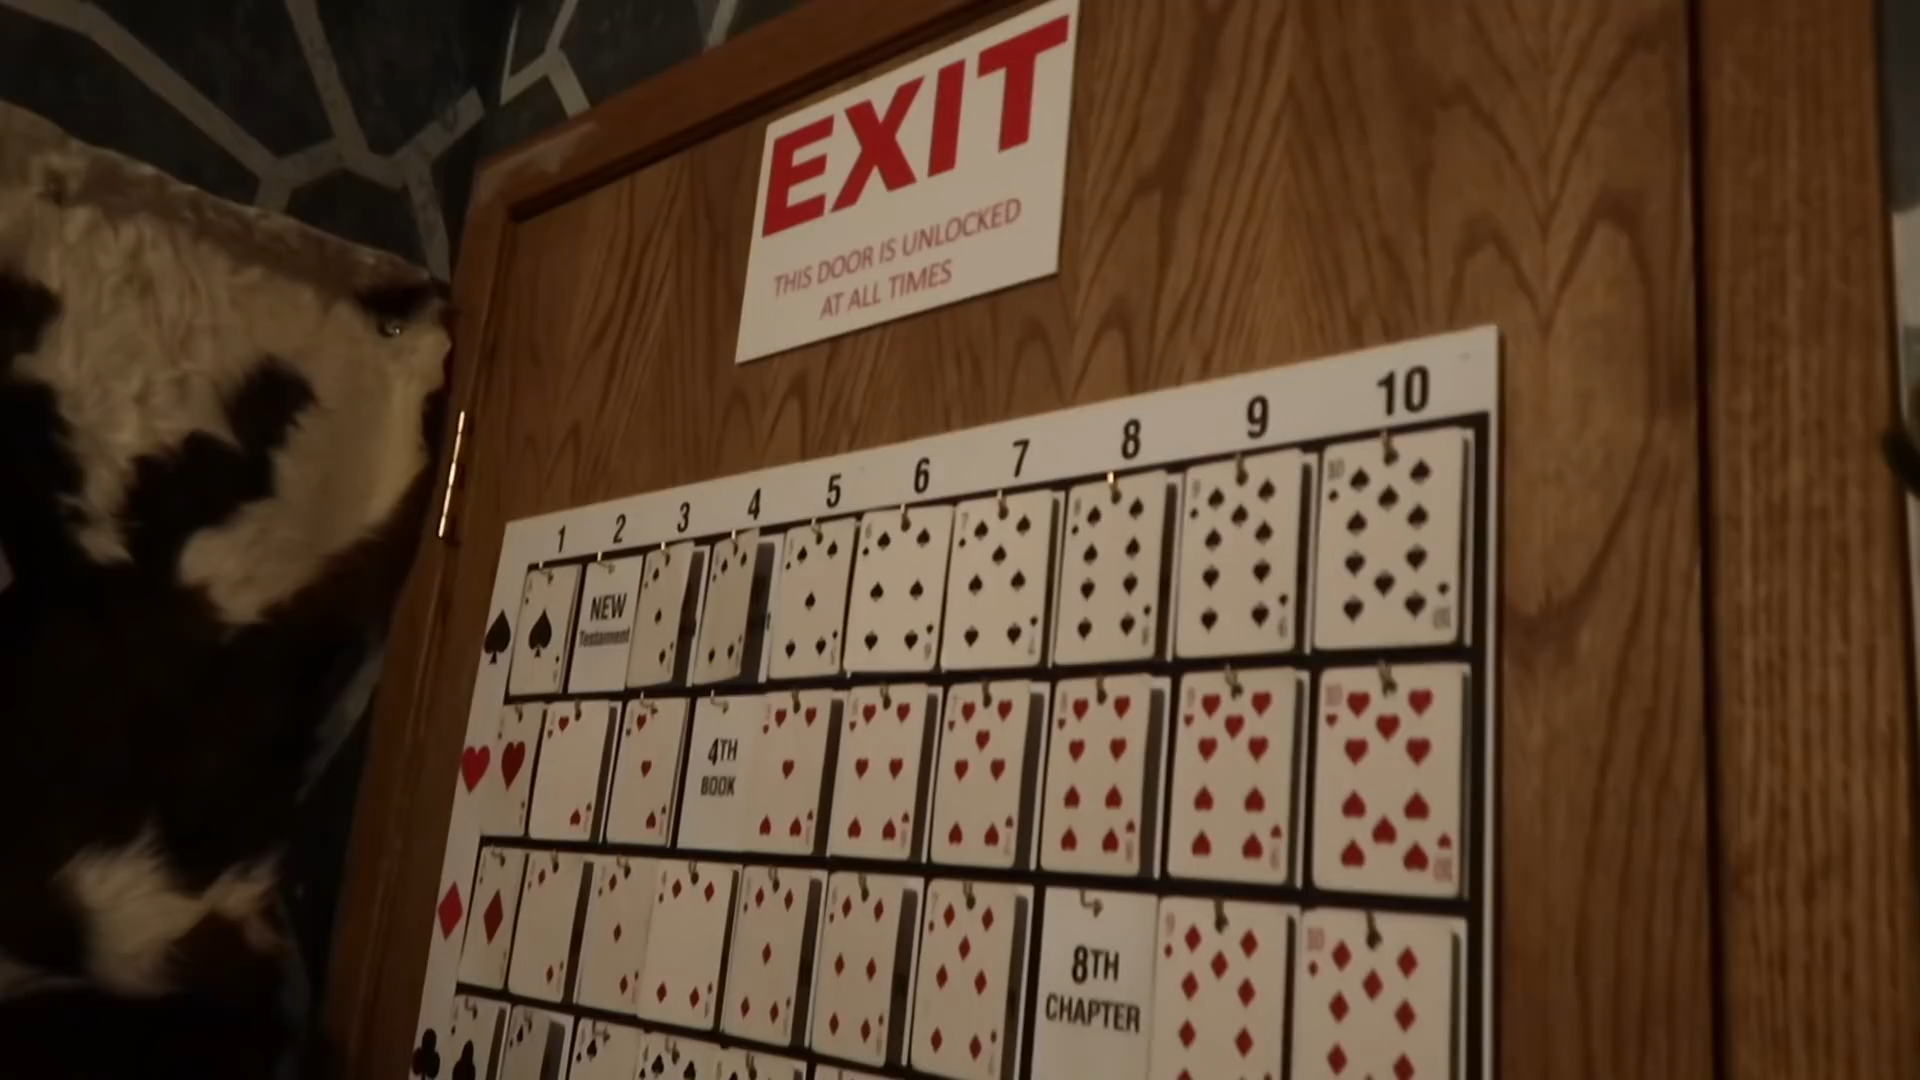 EXIT
THIS DOOR IS UNLOCKED
AT ALL TIMES
1 2 3 4 5 6 7 8 9 10
NEW
Testament
4TH
BOOK
8TH
CHAPTER